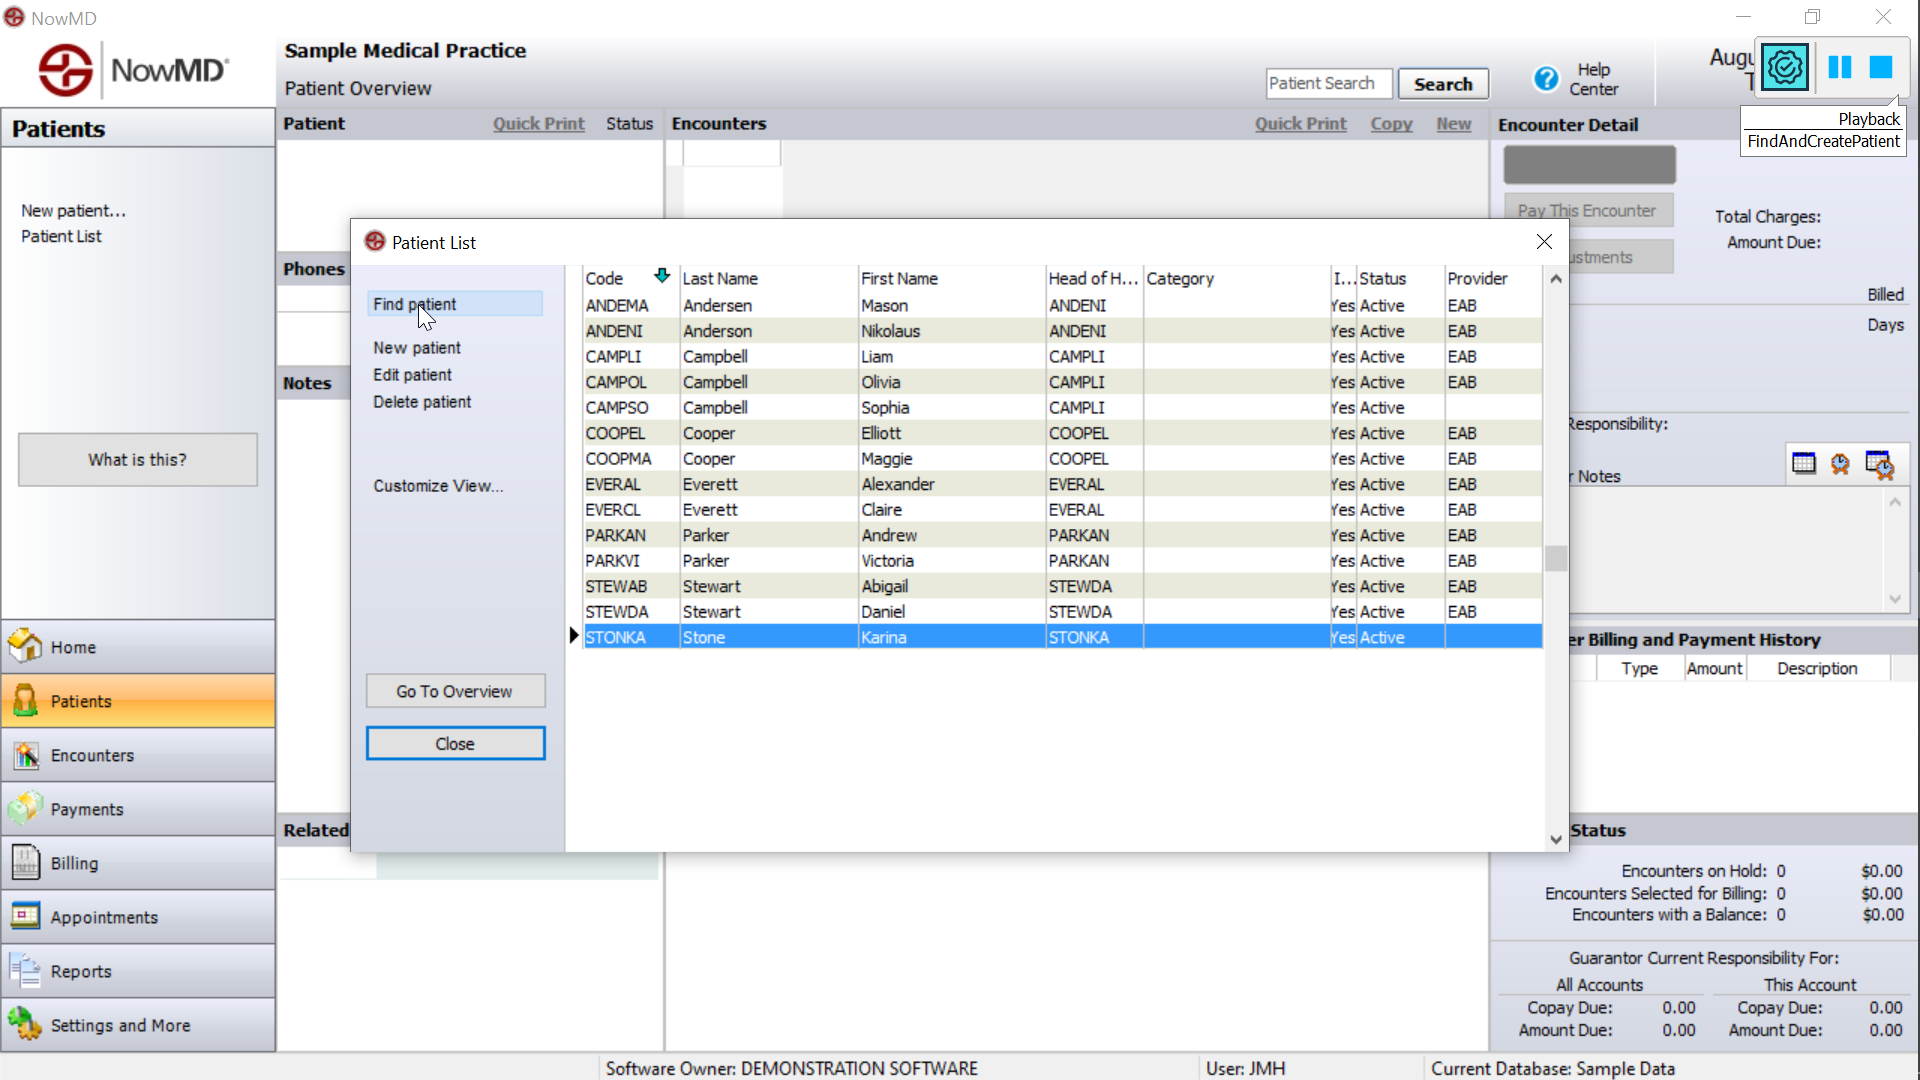 NowMD
NowMD
Sample Medical Practice
Patient Overview
Patient Search
Search
Help
Center
Playback
FindAndCreatePatient
Patients
New patient...
Patient List
What is this?
Home
Patients
Encounters
Payments
Billing
Appointments
Reports
Settings and More
Patient Quick Print Status
Phones
Notes
Related
Encounters Quick Print Copy New
Patient List
Find patient
New patient
Edit patient
Delete patient
Customize View...
Go To Overview
Close
Code Last Name First Name Head of H... Category I... Status Provider
ANDEMA Andersen Mason ANDENI Yes Active EAB
ANDENI Anderson Nikolaus ANDENI Yes Active EAB
CAMPLI Campbell Liam CAMPLI Yes Active EAB
CAMPOL Campbell Olivia CAMPLI Yes Active EAB
CAMPSO Campbell Sophia CAMPLI Yes Active
COOPEL Cooper Elliott COOPEL Yes Active EAB
COOPMA Cooper Maggie COOPEL Yes Active EAB
EVERAL Everett Alexander EVERAL Yes Active EAB
EVERCL Everett Claire EVERAL Yes Active EAB
PARKAN Parker Andrew PARKAN Yes Active EAB
PARKVI Parker Victoria PARKAN Yes Active EAB
STEWAB Stewart Abigail STEWDA Yes Active EAB
STEWDA Stewart Daniel STEWDA Yes Active EAB
STONKA Stone Karina STONKA Yes Active
Encounter Detail
Pay This Encounter
Total Charges:
Amount Due:
Billed
Days
Responsibility:
Notes
Billing and Payment History
Type Amount Description
Status
Encounters on Hold: 0 $0.00
Encounters Selected for Billing: 0 $0.00
Encounters with a Balance: 0 $0.00
Guarantor Current Responsibility For:
All Accounts This Account
Copay Due: 0.00 Copay Due: 0.00
Amount Due: 0.00 Amount Due: 0.00
Software Owner: DEMONSTRATION SOFTWARE
User: JMH
Current Database: Sample Data